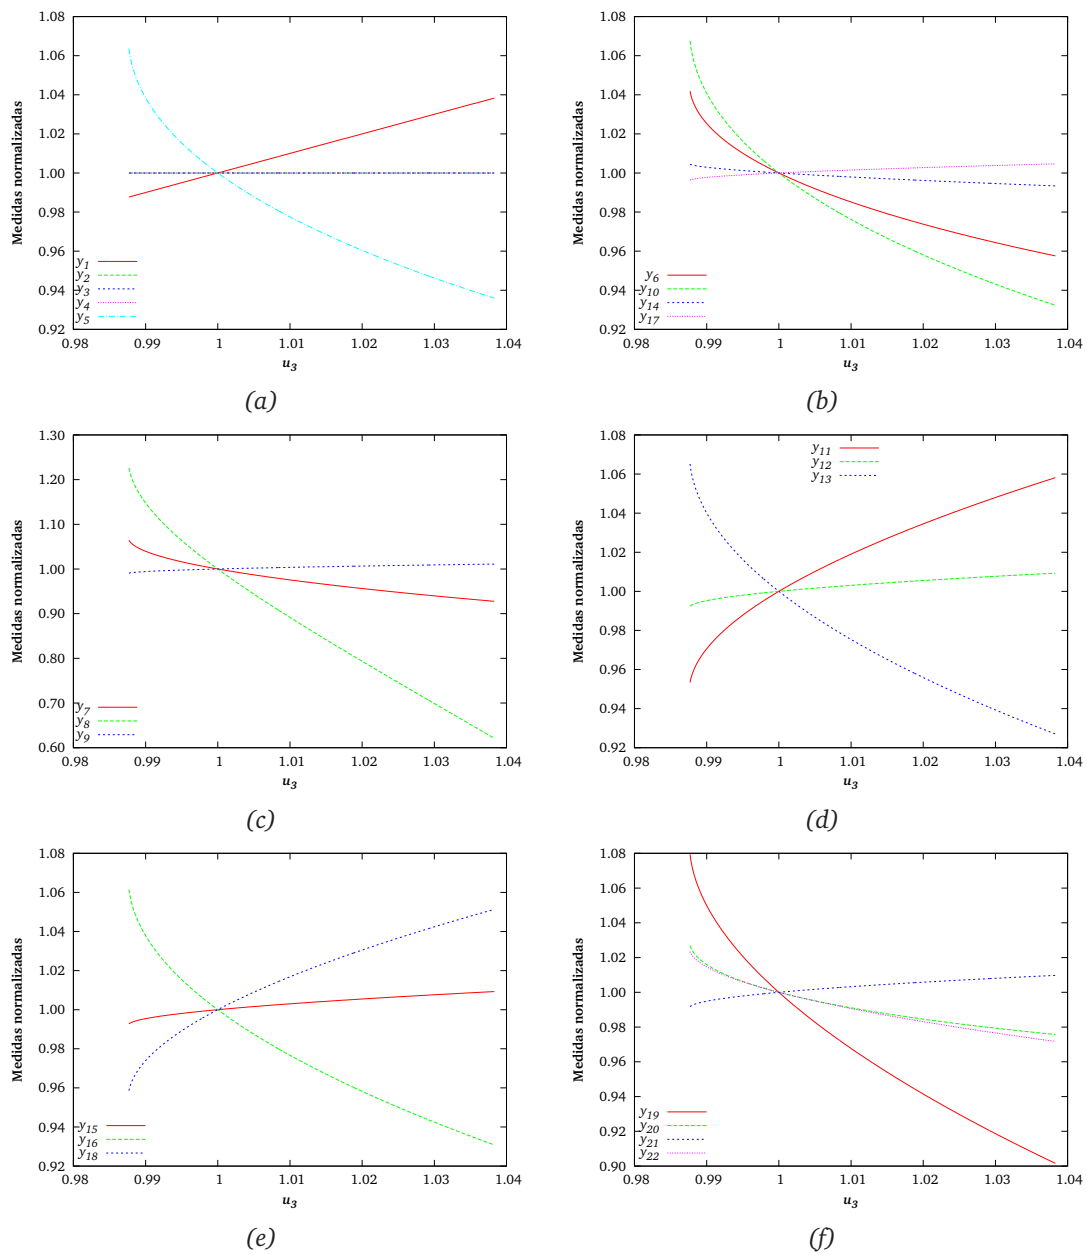 1.08
1.06
1.04
1.02
1.00
0.98
0.96
0.94
0.92
Medidas normalizadas
y1
y2
y3
y4
y5
0.98 0.99 1 1.01 1.02 1.03 1.04
u3
(a)
1.08
1.06
1.04
1.02
1.00
0.98
0.96
0.94
0.92
Medidas normalizadas
y6
y10
y14
y17
0.98 0.99 1 1.01 1.02 1.03 1.04
u3
(b)
1.30
1.20
1.10
1.00
0.90
0.80
0.70
0.60
Medidas normalizadas
y7
y8
y9
0.98 0.99 1 1.01 1.02 1.03 1.04
u3
(c)
1.08
1.06
1.04
1.02
1.00
0.98
0.96
0.94
0.92
Medidas normalizadas
y11
y12
y13
0.98 0.99 1 1.01 1.02 1.03 1.04
u3
(d)
1.08
1.06
1.04
1.02
1.00
0.98
0.96
0.94
0.92
Medidas normalizadas
y15
y16
y18
0.98 0.99 1 1.01 1.02 1.03 1.04
u3
(e)
1.08
1.06
1.04
1.02
1.00
0.98
0.96
0.94
0.92
0.90
Medidas normalizadas
y19
y20
y21
y22
0.98 0.99 1 1.01 1.02 1.03 1.04
u3
(f)